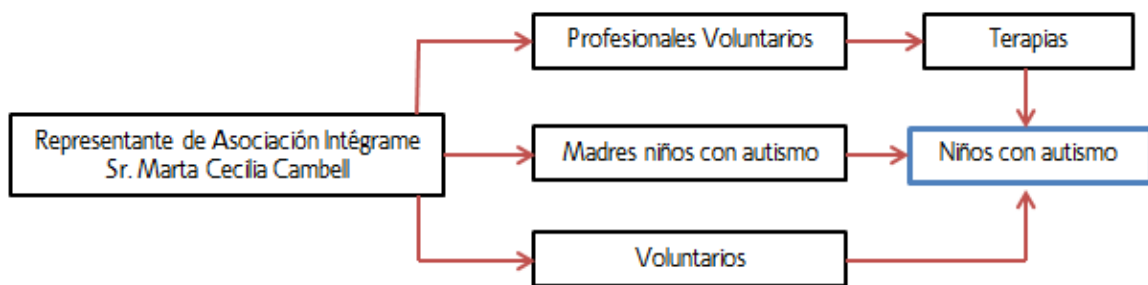 Profesionales Voluntarios
Terapias
Representante de Asociación Intégrame
Sr. Marta Cecilia Cambell
Madres niños con autismo
Niños con autismo
Voluntarios